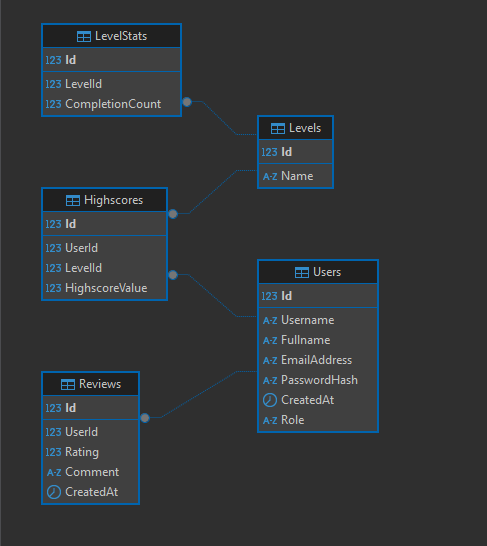 LevelStats
123 Id
123 LevelId
123 CompletionCount
Levels
123 Id
A-Z Name
Highscores
123 Id
123 UserId
123 LevelId
123 HighscoreValue
Users
123 Id
A-Z Username
A-Z Fullname
A-Z EmailAddress
A-Z PasswordHash
CreatedAt
A-Z Role
Reviews
123 Id
123 UserId
123 Rating
A-Z Comment
CreatedAt